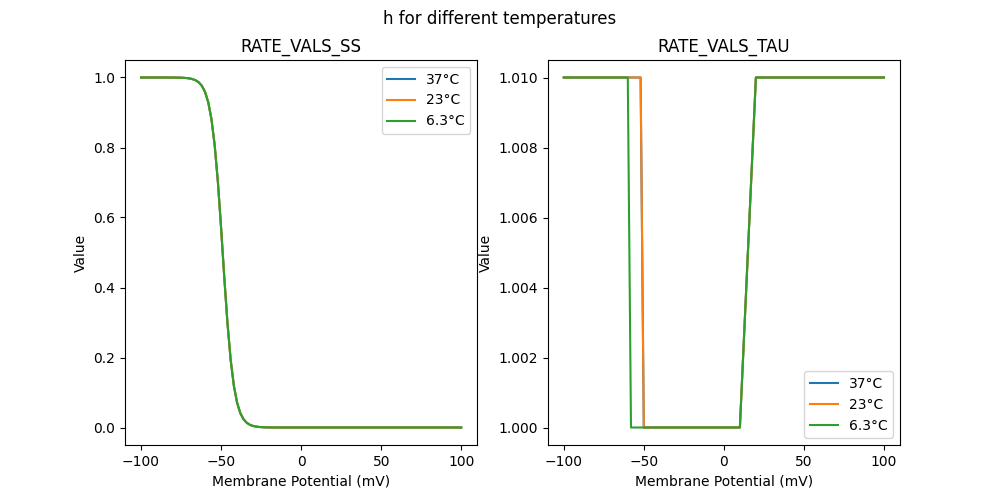 h for different temperatures
RATE_VALS_SS
1.0
0.8
0.6
0.4
0.2
0.0
Value
−100
−50
0
50
100
Membrane Potential (mV)
37°C
23°C
6.3°C
RATE_VALS_TAU
1.010
1.008
1.006
1.004
1.002
1.000
Value
−100
−50
0
50
100
Membrane Potential (mV)
37°C
23°C
6.3°C